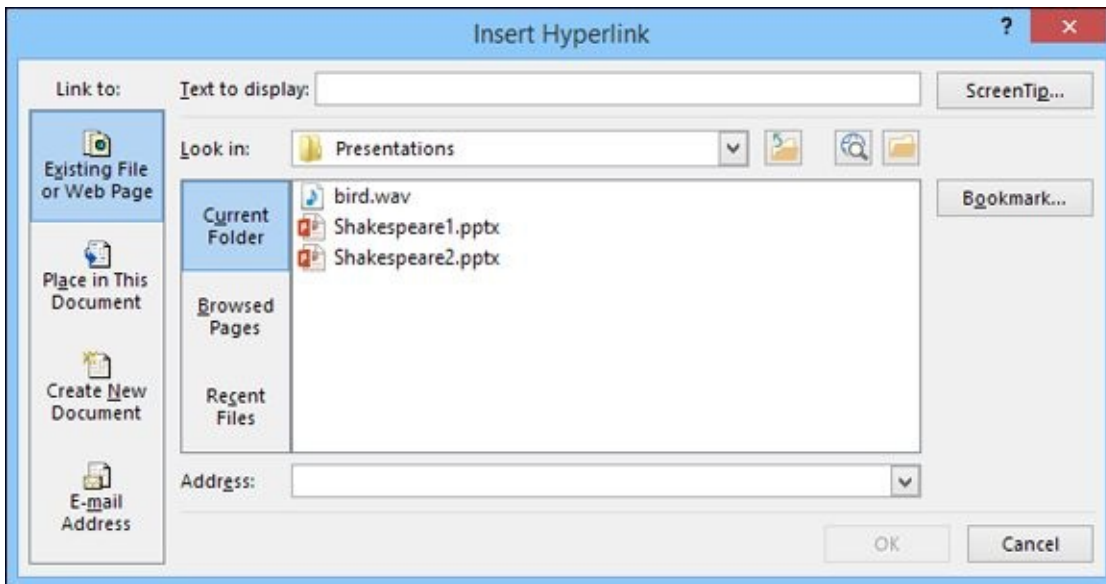 Insert Hyperlink
?
×
Link to:
Text to display:
ScreenTip...
Existing File
or Web Page
Look in:
Presentations
Place in This
Document
Current
Folder
bird.wav
Shakespeare1.pptx
Shakespeare2.pptx
Bookmark...
Browsed
Pages
Create New
Document
Recent
Files
E-mail
Address
Address:
OK
Cancel